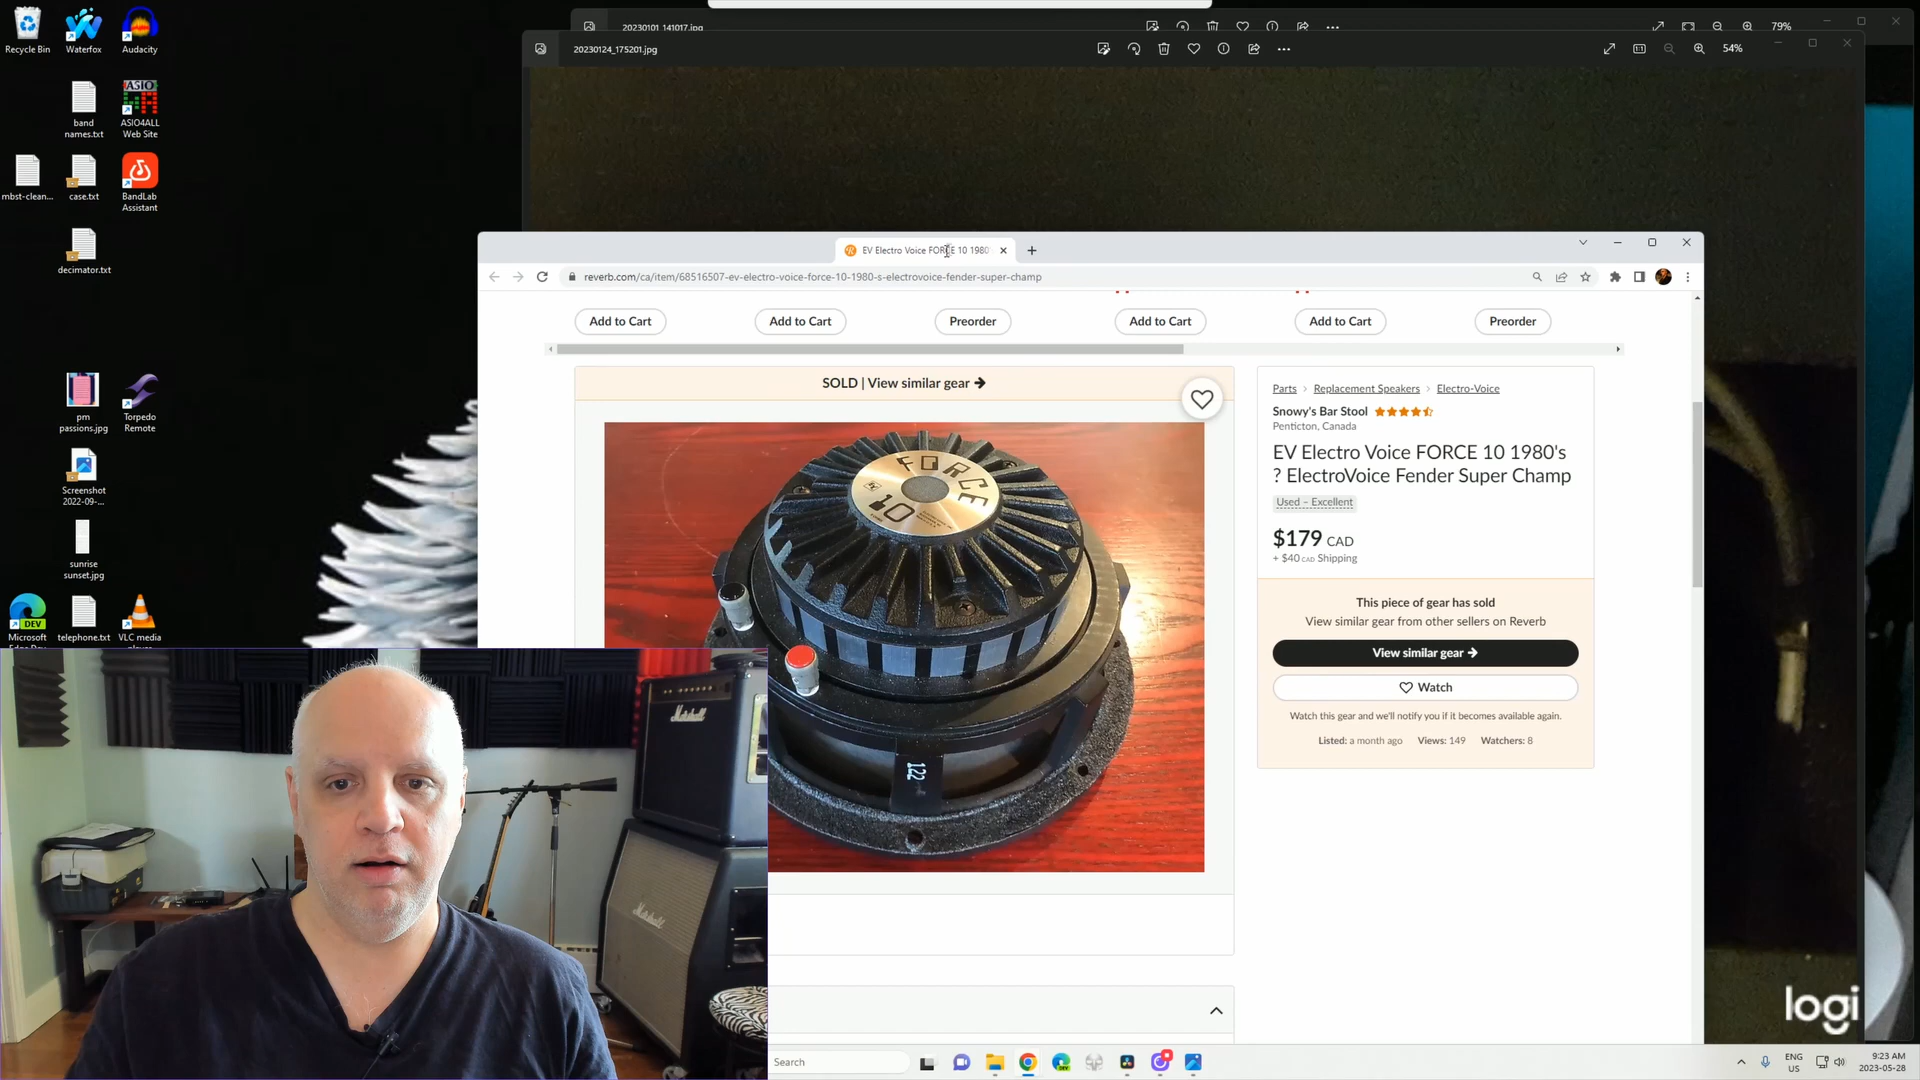 20230101_141017.jpg
79%
20230124_175201.jpg
54%
Recycle Bin
Waterfox
Audacity
band
names.txt
ASIO
ASIO4ALL
Web Site
mbst-clean...
case.txt
BandLab
Assistant
decimator.txt
pm
passions.jpg
Torpedo
Remote
Screenshot
2022-09-...
sunrise
sunset.jpg
DEV
Microsoft
telephone.txt
VLC media
EV Electro Voice FORCE 10 1980
reverb.com/ca/item/68516507-ev-electro-voice-force-10-1980-s-electrovoice-fender-super-champ
Add to Cart
Add to Cart
Preorder
Add to Cart
Add to Cart
Preorder
SOLD | View similar gear →
FORCE
10
122
Parts › Replacement Speakers › Electro-Voice
Snowy's Bar Stool
Penticton, Canada
EV Electro Voice FORCE 10 1980's
? ElectroVoice Fender Super Champ
Used – Excellent
$179 CAD
+ $40 CAD Shipping
This piece of gear has sold
View similar gear from other sellers on Reverb
View similar gear →
Watch
Watch this gear and we'll notify you if it becomes available again.
Listed: a month ago Views: 149 Watchers: 8
Marshall
Marshall
logi
Search
ENG
US
9:23 AM
2023-05-28